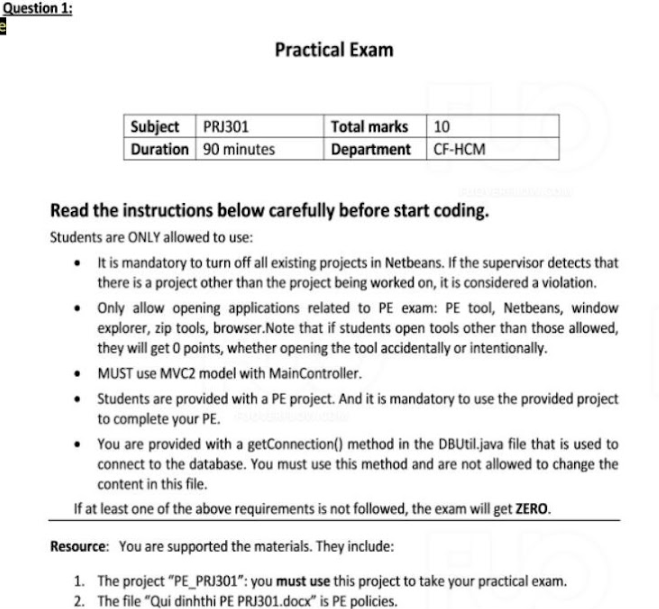 Question 1:
e
Practical Exam
Subject PRJ301 Total marks 10
Duration 90 minutes Department CF-HCM
Read the instructions below carefully before start coding.
Students are ONLY allowed to use:
• It is mandatory to turn off all existing projects in Netbeans. If the supervisor detects that
there is a project other than the project being worked on, it is considered a violation.
• Only allow opening applications related to PE exam: PE tool, Netbeans, window
explorer, zip tools, browser.Note that if students open tools other than those allowed,
they will get 0 points, whether opening the tool accidentally or intentionally.
• MUST use MVC2 model with MainController.
• Students are provided with a PE project. And it is mandatory to use the provided project
to complete your PE.
• You are provided with a getConnection() method in the DBUtil.java file that is used to
connect to the database. You must use this method and are not allowed to change the
content in this file.
If at least one of the above requirements is not followed, the exam will get ZERO.
Resource: You are supported the materials. They include:
1. The project "PE_PRJ301": you must use this project to take your practical exam.
2. The file "Qui dinhthi PE PRJ301.docx" is PE policies.